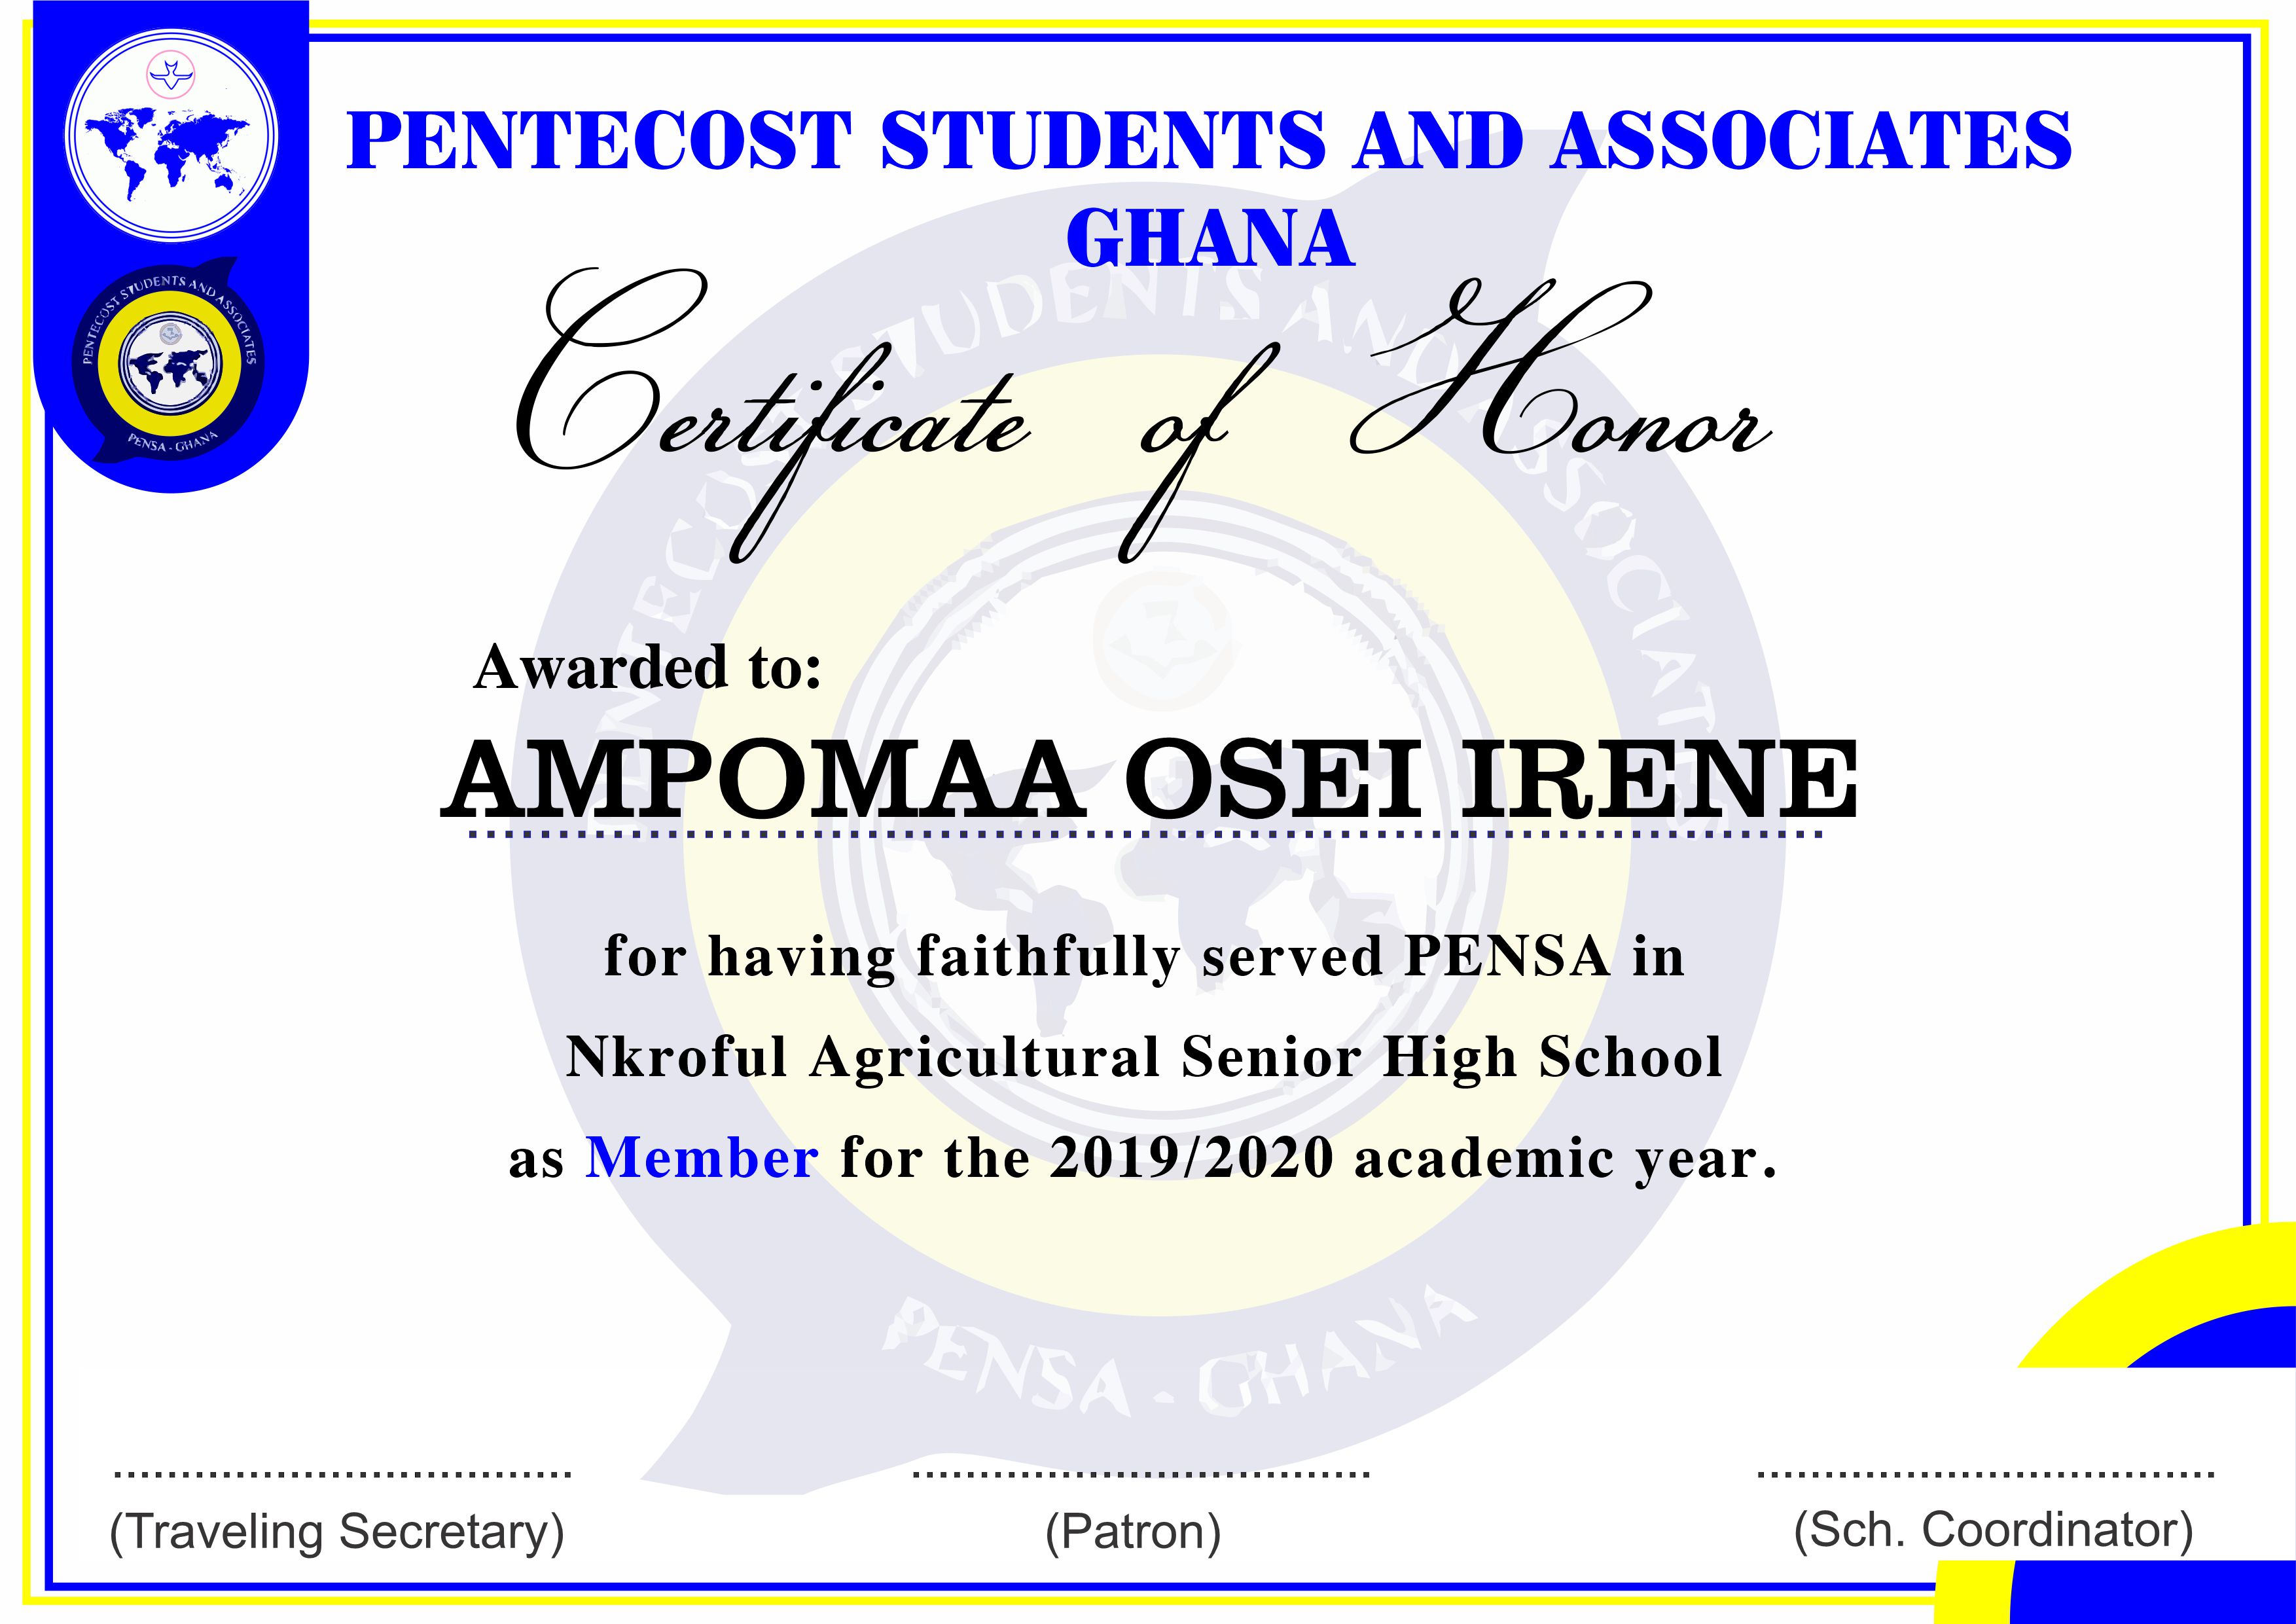 PENTECOST STUDENTS AND ASSOCIATES
GHANA
PENTECOST STUDENTS AND ASSOCIATES
PENSA - GHANA
Certificate of Honor
PENTECOST STUDENTS AND ASSOCIATES
Awarded to:
AMPOMAA OSEI IRENE
for having faithfully served PENSA in
Nkroful Agricultural Senior High School
as Member for the 2019/2020 academic year.
PENSA - GHANA
(Traveling Secretary)
(Patron)
(Sch. Coordinator)